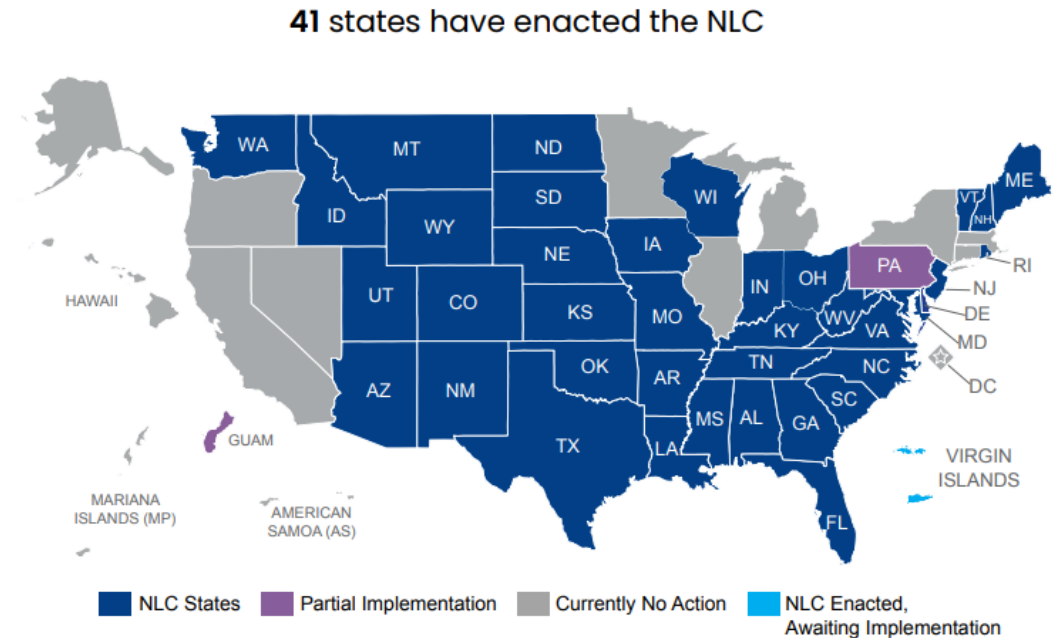 41 states have enacted the NLC
WA
MT
ND
ME
VT
NH
ID
SD
WI
WY
IA
NE
PA
RI
NJ
DE
MD
DC
UT
CO
KS
MO
IN
OH
WV
VA
KY
HAWAII
AZ
NM
OK
AR
TN
NC
SC
MS
AL
GA
TX
LA
FL
GUAM
VIRGIN
ISLANDS
MARIANA
ISLANDS (MP)
AMERICAN
SAMOA (AS)
NLC States
Partial Implementation
Currently No Action
NLC Enacted,
Awaiting Implementation